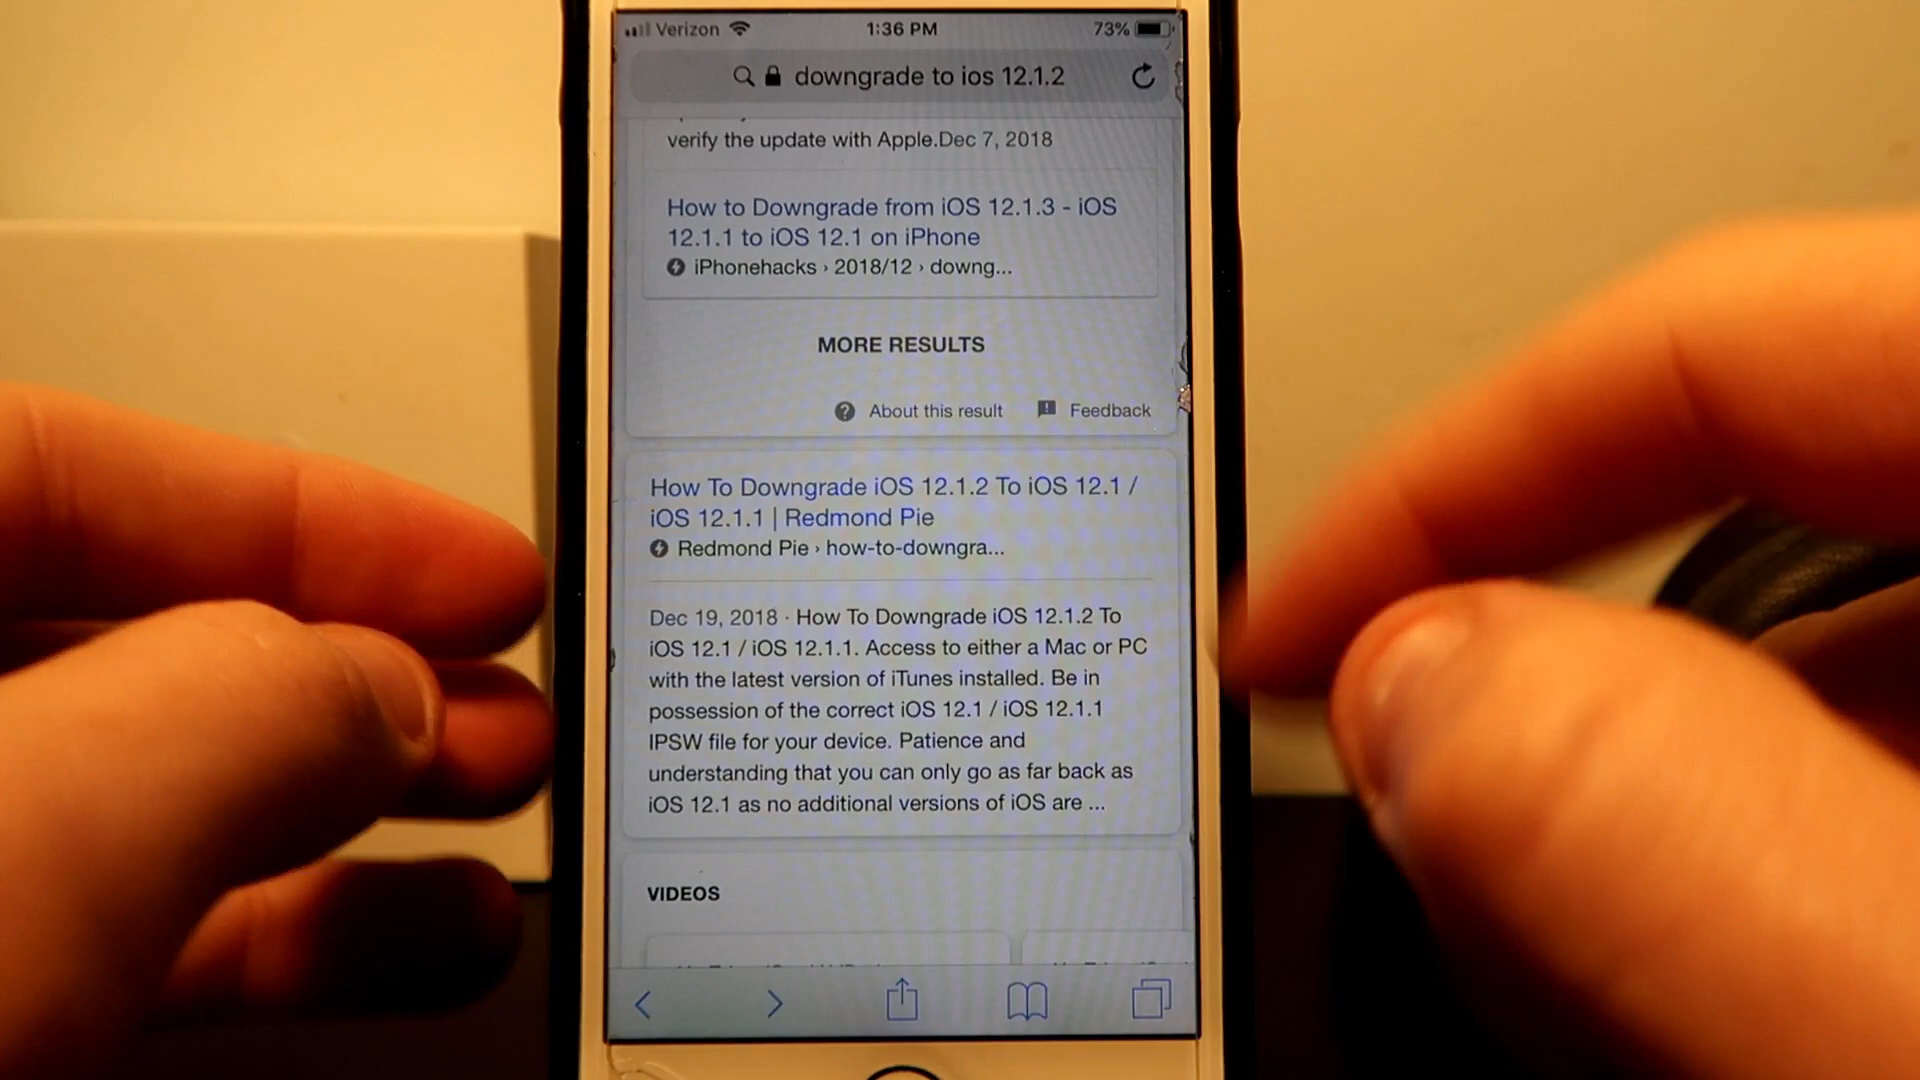 Verizon 1:36 PM 73%
downgrade to ios 12.1.2
verify the update with Apple.Dec 7, 2018
How to Downgrade from iOS 12.1.3 - iOS
12.1.1 to iOS 12.1 on iPhone
iPhonehacks › 2018/12 › downg...
MORE RESULTS
About this result Feedback
How To Downgrade iOS 12.1.2 To iOS 12.1 /
iOS 12.1.1 | Redmond Pie
Redmond Pie › how-to-downgra...
Dec 19, 2018 · How To Downgrade iOS 12.1.2 To
iOS 12.1 / iOS 12.1.1. Access to either a Mac or PC
with the latest version of iTunes installed. Be in
possession of the correct iOS 12.1 / iOS 12.1.1
IPSW file for your device. Patience and
understanding that you can only go as far back as
iOS 12.1 as no additional versions of iOS are ...
VIDEOS